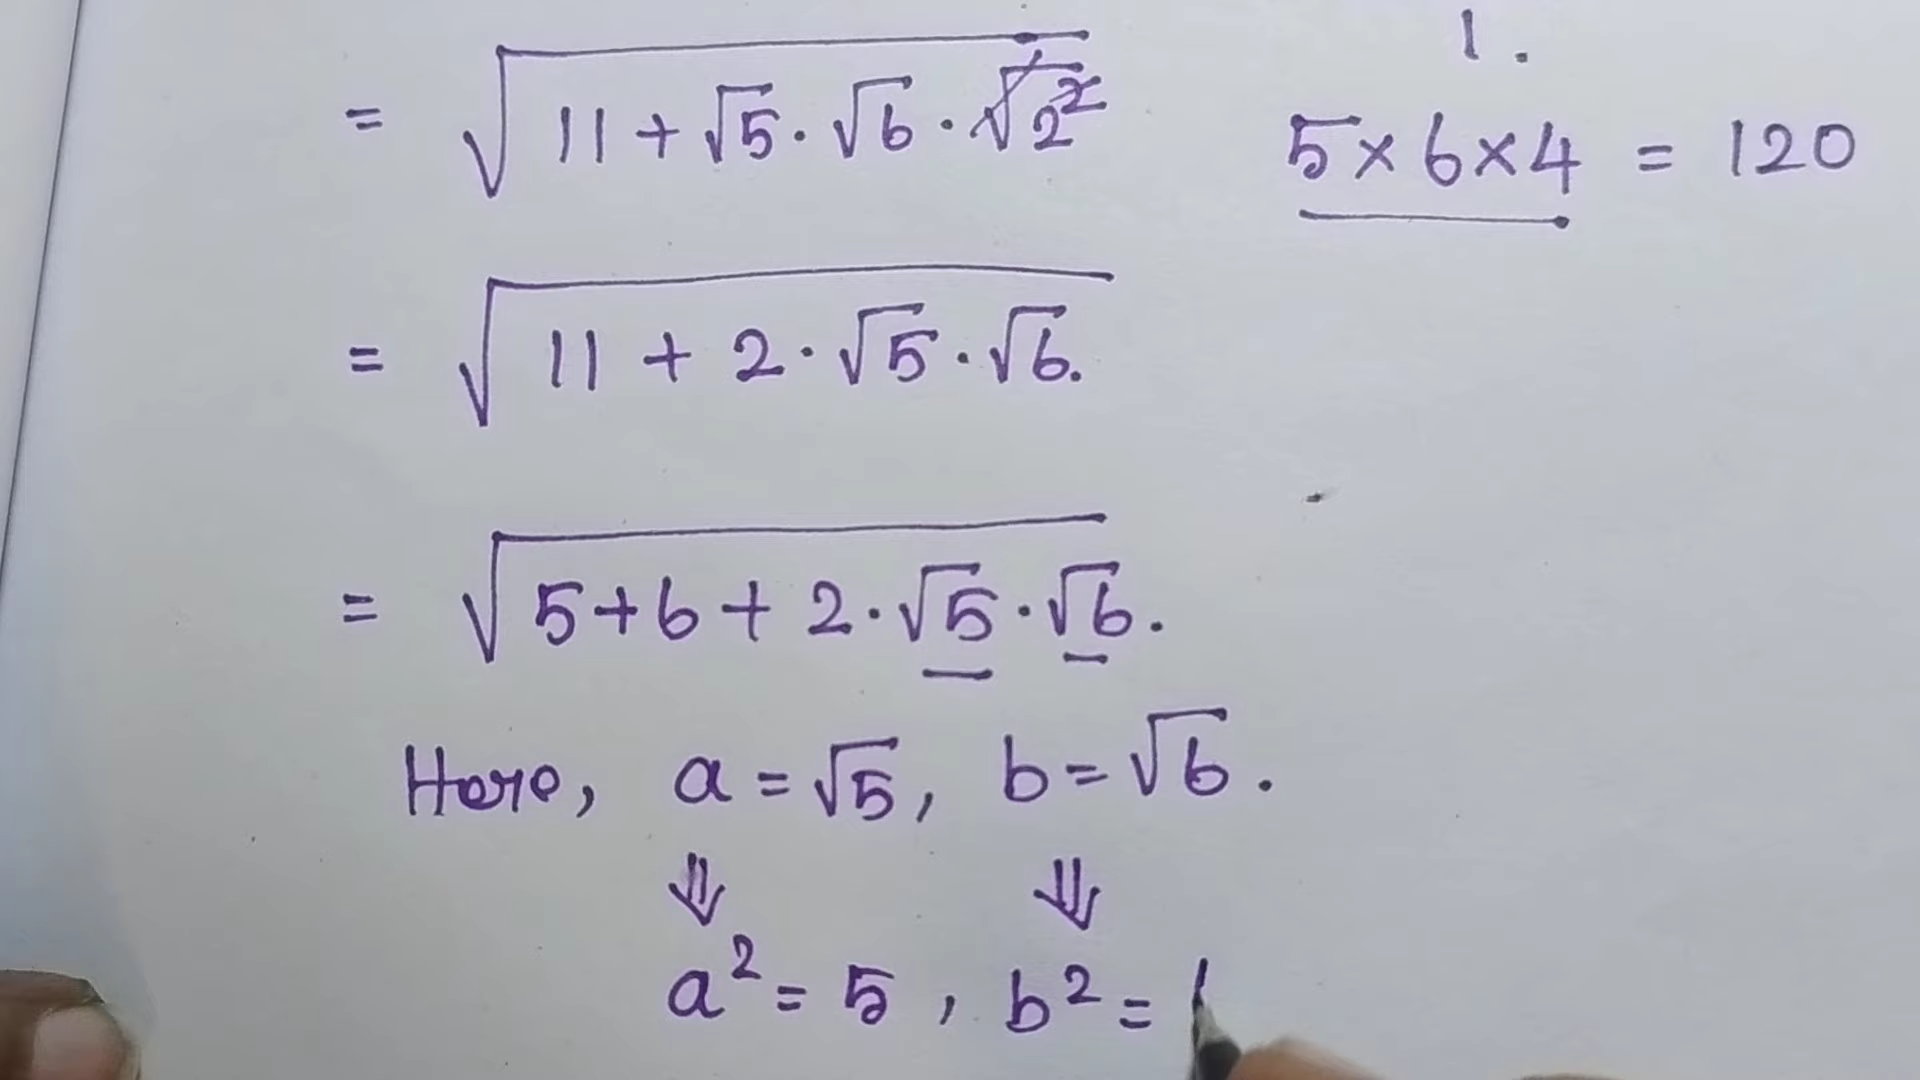 = √(11 + √5 · √6 · √2²)
1.
5 × 6 × 4 = 120
= √(11 + 2 · √5 · √6.)
= √(5 + 6 + 2 · √5 · √6.)
Here, a = √5, b = √6.
⇓ ⇓
a² = 5, b² =